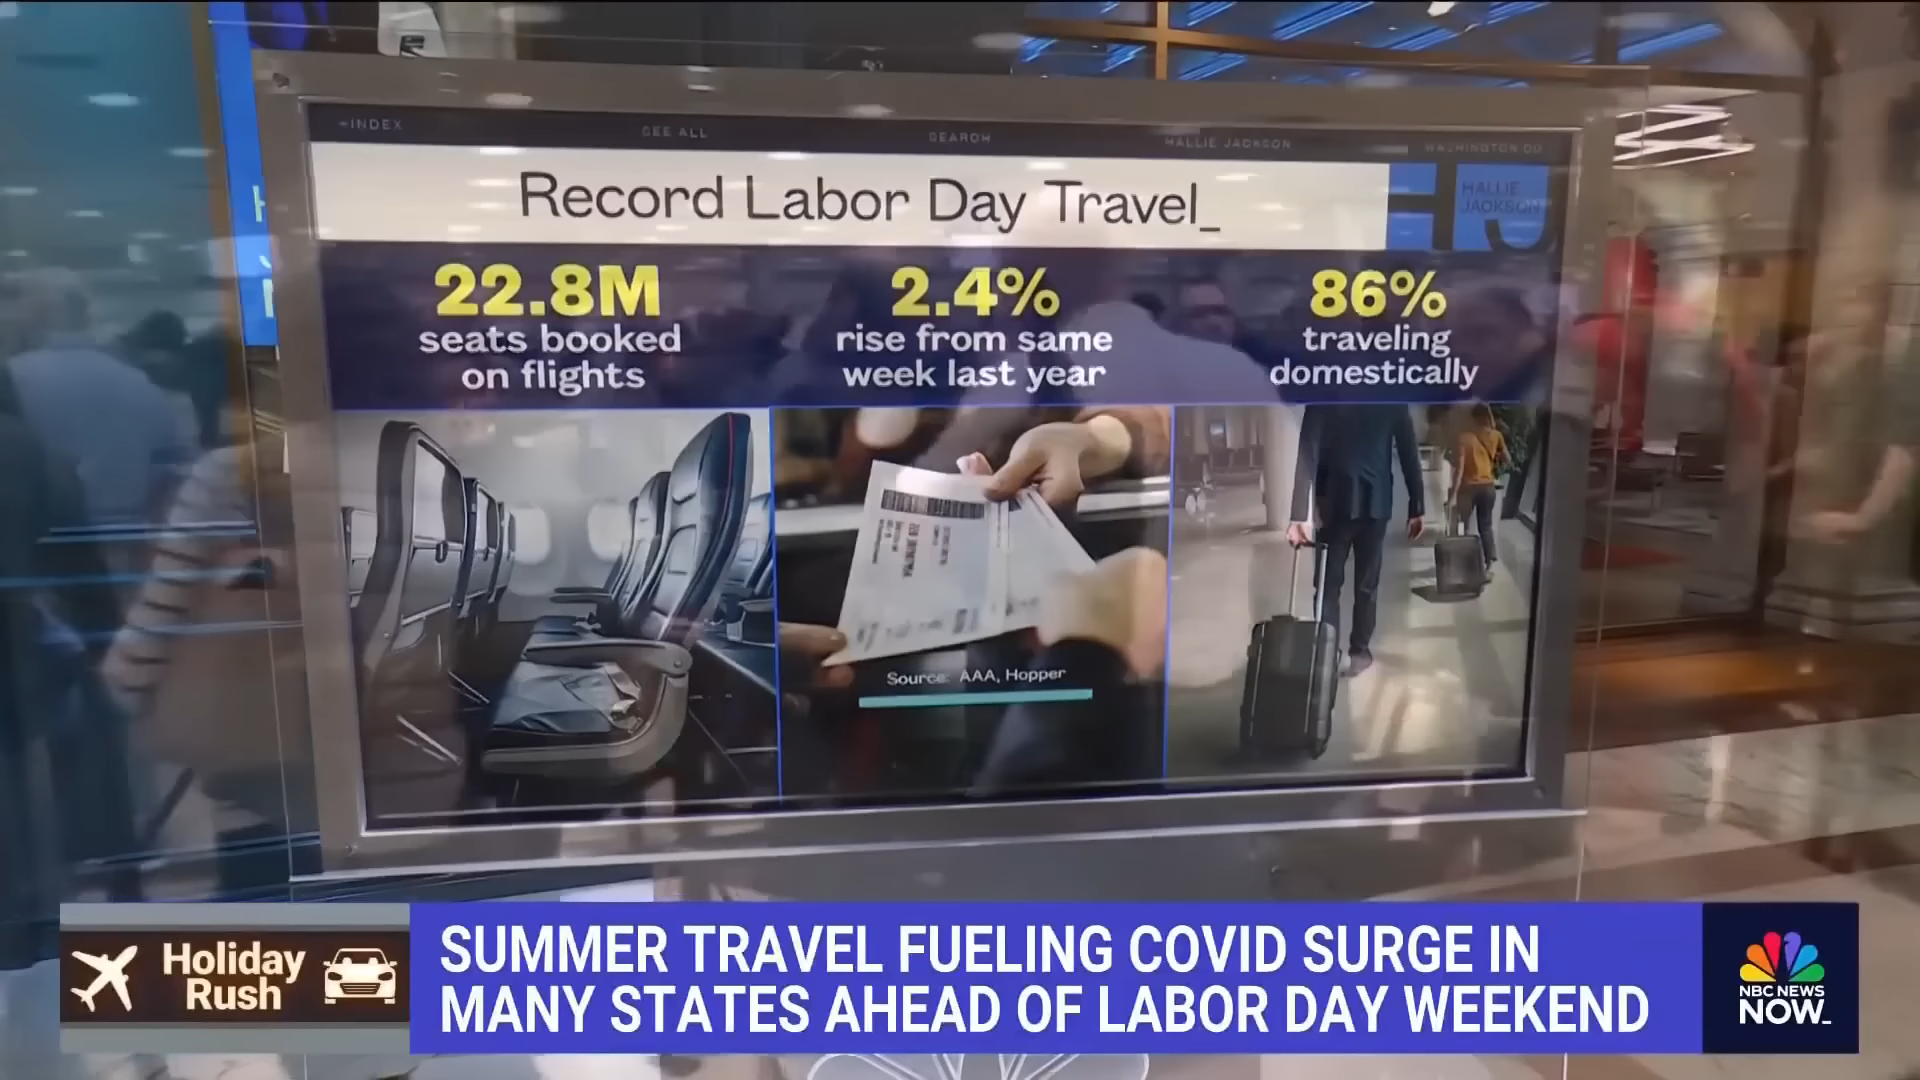 INDEX
SEE ALL
SEARCH
HALLIE JACKSON
WASHINGTON DC
Record Labor Day Travel_
HALLIE
JACKSON
HJ
22.8M
seats booked
on flights
2.4%
rise from same
week last year
86%
traveling
domestically
Source: AAA, Hopper
Holiday
Rush
SUMMER TRAVEL FUELING COVID SURGE IN
MANY STATES AHEAD OF LABOR DAY WEEKEND
NBC NEWS
NOW_